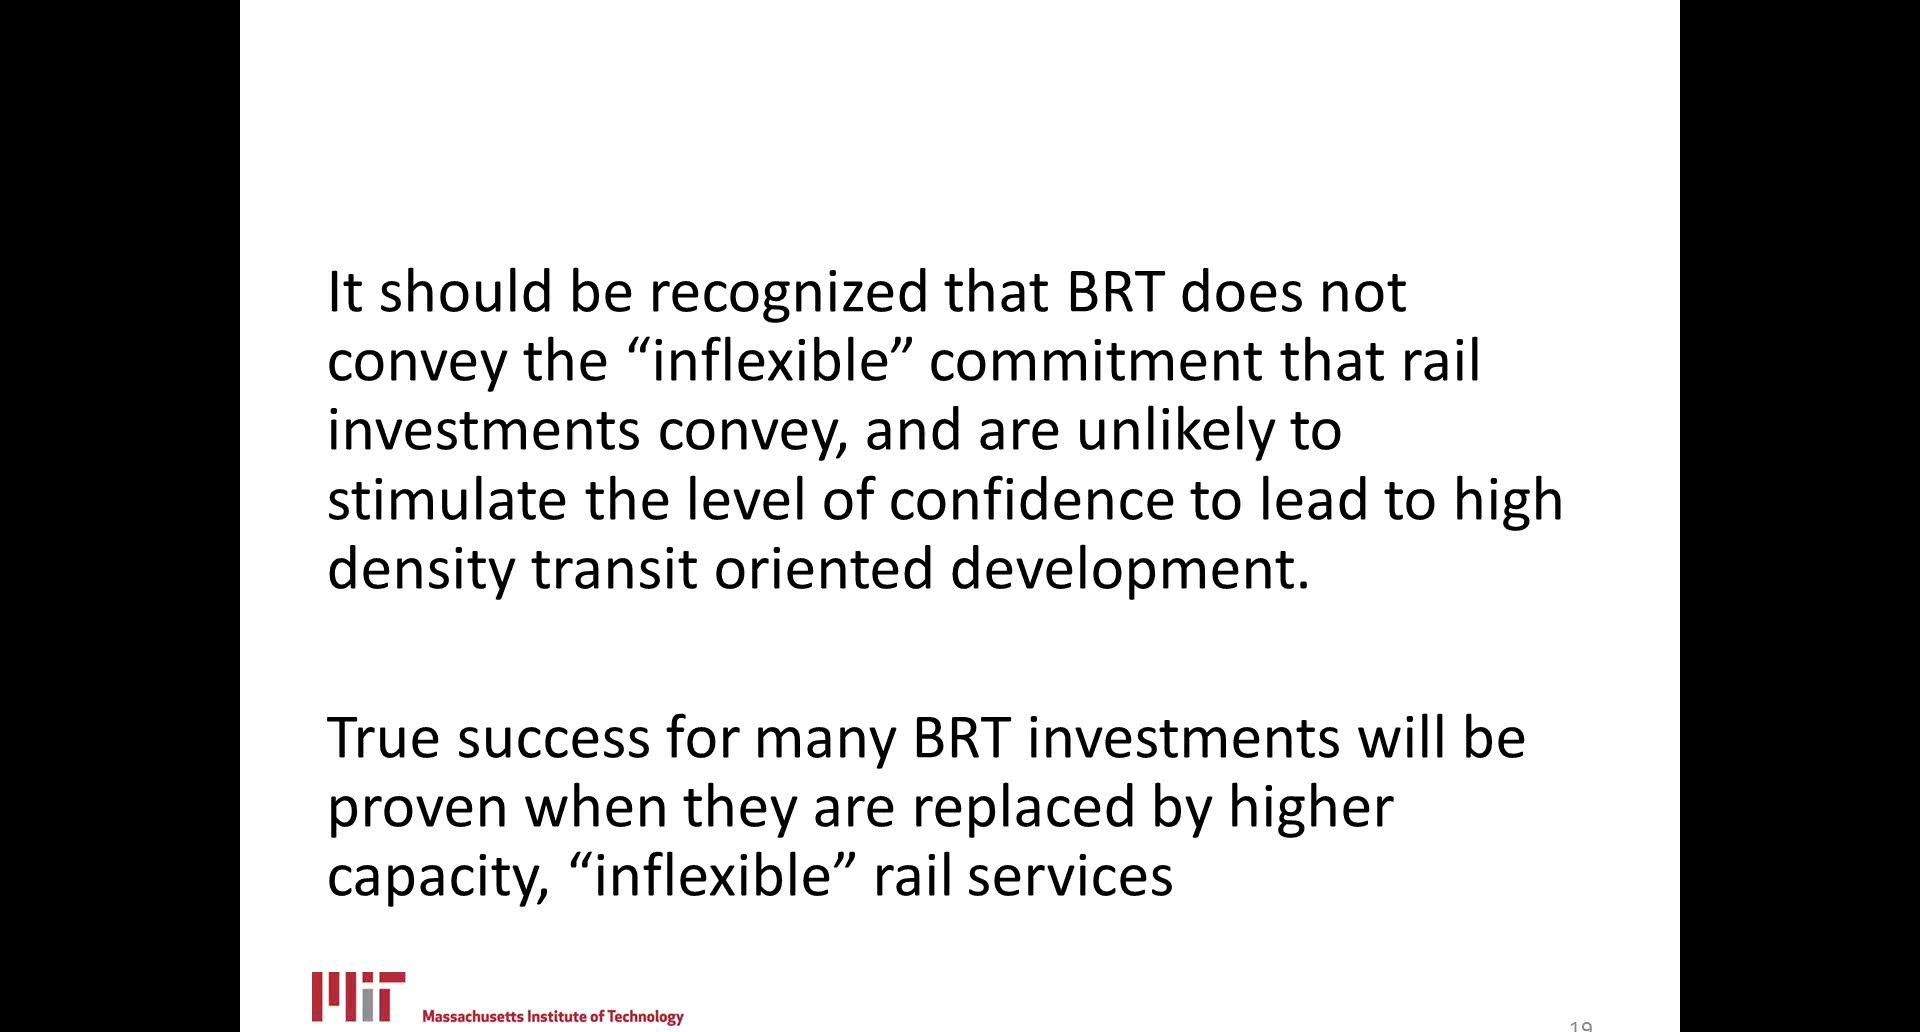 It should be recognized that BRT does not
convey the “inflexible” commitment that rail
investments convey, and are unlikely to
stimulate the level of confidence to lead to high
density transit oriented development.
True success for many BRT investments will be
proven when they are replaced by higher
capacity, “inflexible” rail services
MIT Massachusetts Institute of Technology
19